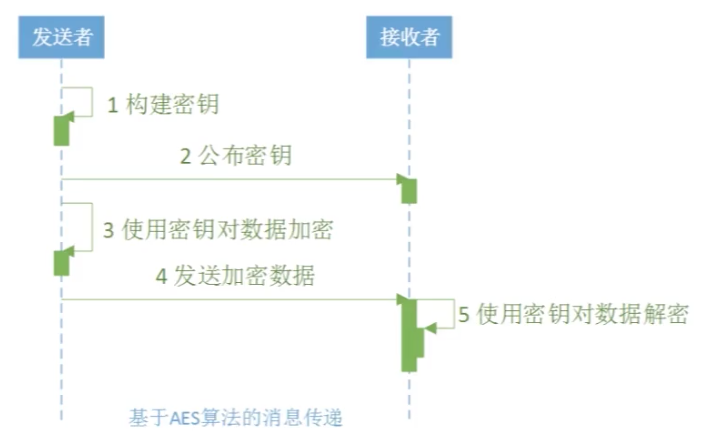 发送者
接收者
1 构建密钥
2 公布密钥
3 使用密钥对数据加密
4 发送加密数据
5 使用密钥对数据解密
基于AES算法的消息传递